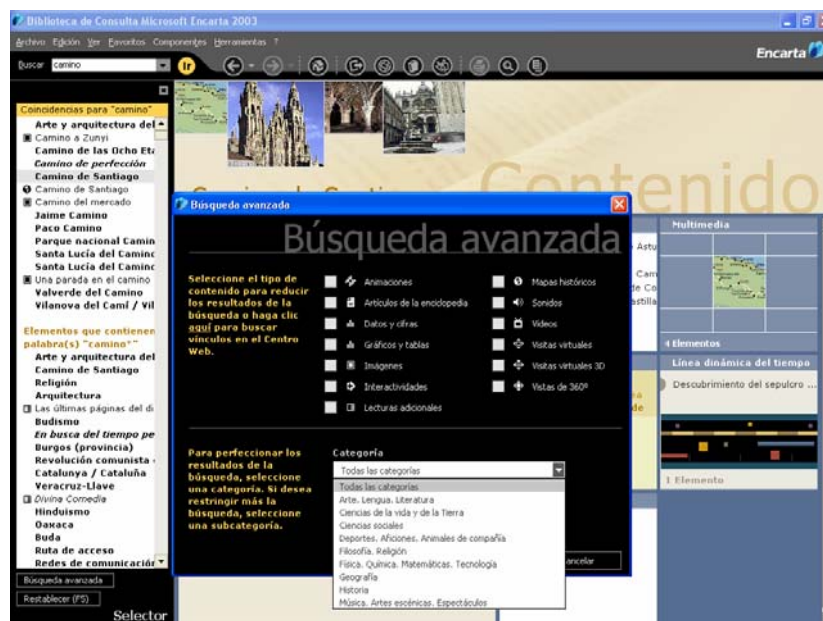 Biblioteca de Consulta Microsoft Encarta 2003
Archivo Edición Ver Favoritos Componentes Herramientas ?
Buscar camino Ir
Encarta
Coincidencias para "camino"
Arte y arquitectura del
Camino a Zunyi
Camino de las Ocho Eta
Camino de perfección
Camino de Santiago
Camino de Santiago
Camino del mercado
Jaime Camino
Paco Camino
Parque nacional Camin
Santa Lucía del Camino
Santa Lucía del Camino
Una parada en el camino
Valverde del Camino
Vilanova del Camí / Vil
Elementos que contienen
palabra(s) "camino*"
Arte y arquitectura del
Camino de Santiago
Religión
Arquitectura
Las últimas páginas del di
Budismo
En busca del tiempo pe
Burgos (provincia)
Revolución comunista
Catalunya / Cataluña
Veracruz-Llave
Divina Comedia
Hinduismo
Oaxaca
Buda
Ruta de acceso
Redes de comunicación
Búsqueda avanzada
Restablecer (F5)
Selector
Contenido
Búsqueda avanzada
Búsqueda avanzada
Seleccione el tipo de
contenido para reducir
los resultados de la
búsqueda o haga clic
aquí para buscar
vínculos en el Centro
Web.
Animaciones
Artículos de la enciclopedia
Datos y cifras
Gráficos y tablas
Imágenes
Interactividades
Lecturas adicionales
Mapas históricos
Sonidos
Videos
Visitas virtuales
Visitas virtuales 3D
Vistas de 360º
Para perfeccionar los
resultados de la
búsqueda, seleccione
una categoría. Si desea
restringir más la
búsqueda, seleccione
una subcategoría.
Categoría
Todas las categorías
Todas las categorías
Arte. Lengua. Literatura
Ciencias de la vida y de la Tierra
Ciencias sociales
Deportes. Aficiones. Animales de compañía
Filosofía. Religión
Física. Química. Matemáticas. Tecnología
Geografía
Historia
Música. Artes escénicas. Espectáculos
ancelar
Astu
Cam
de Co
astilla
de
Multimedia
4 Elementos
Línea dinámica del tiempo
Descubrimiento del sepulcro ...
1 Elemento